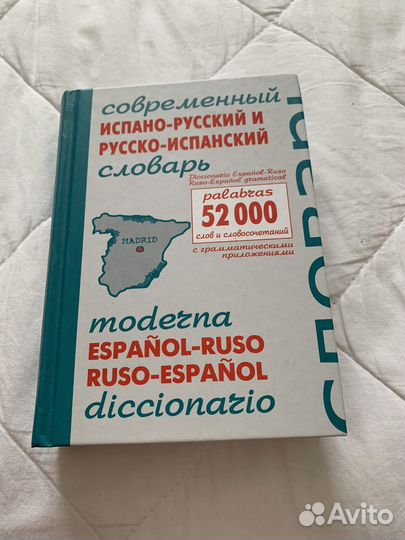 современный
ИСПАНО-РУССКИЙ И
РУССКО-ИСПАНСКИЙ
словарь
Diccionario Español-Ruso
Ruso-Español gramatical
palabras
52 000
слов и словосочетаний
с грамматическими
приложениями
MADRID
moderna
ESPAÑOL-RUSO
RUSO-ESPAÑOL
diccionario
словарь
Avito